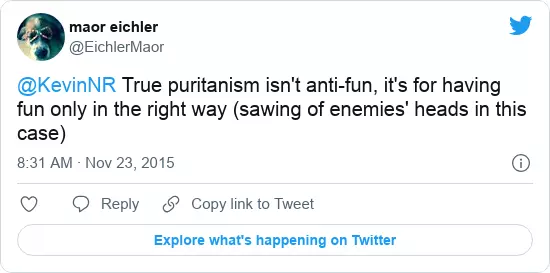 maor eichler
@EichlerMaor
@KevinNR True puritanism isn't anti-fun, it's for having
fun only in the right way (sawing of enemies' heads in this
case)
8:31 AM · Nov 23, 2015
Reply
Copy link to Tweet
Explore what's happening on Twitter